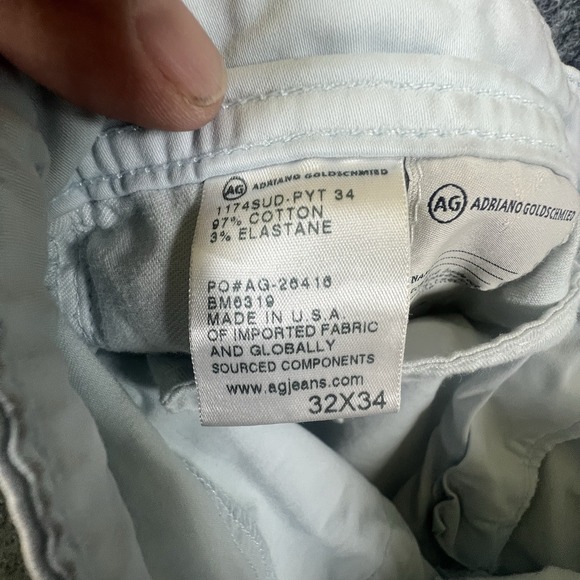 AG ADRIANO GOLDSCHMIED
1174SUD-PYT 34
97% COTTON
3% ELASTANE
PO#AG-26416
BM6319
MADE IN U.S.A
OF IMPORTED FABRIC
AND GLOBALLY
SOURCED COMPONENTS
www.agjeans.com
32X34
AG ADRIANO GOLDSCHMIED